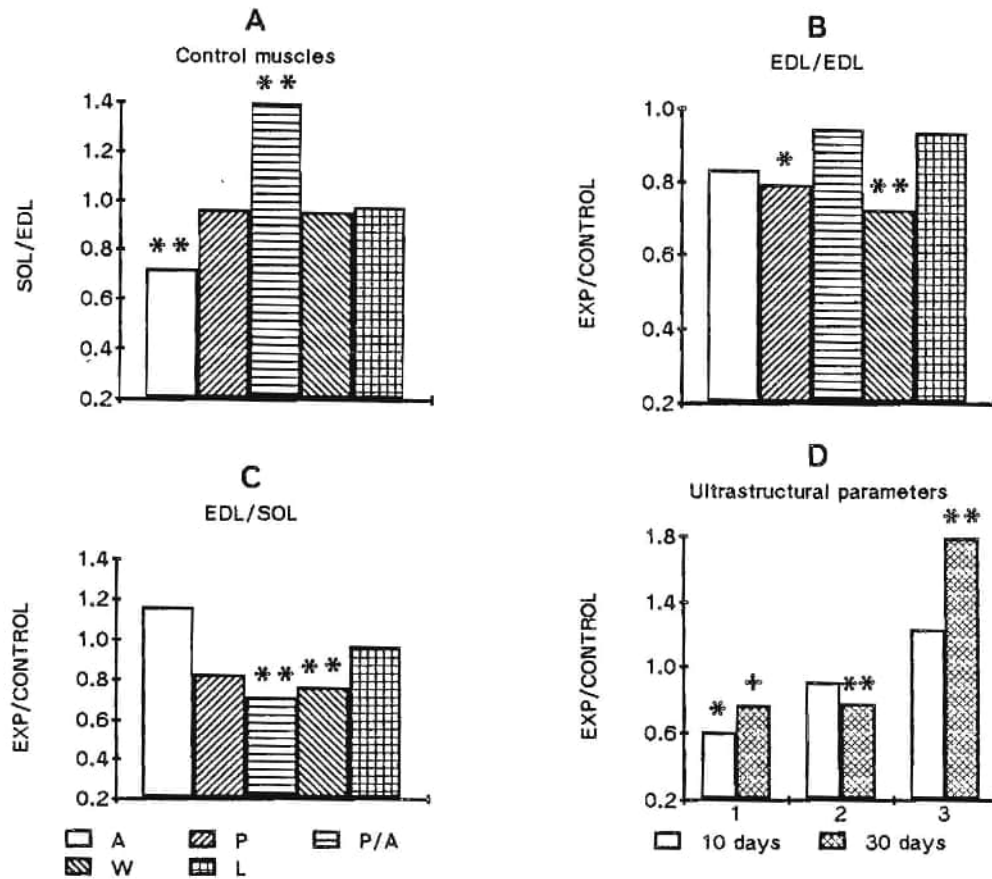 A
Control muscles
**
**
SOL/EDL
1.4
1.2
1.0
0.8
0.6
0.4
0.2
B
EDL/EDL
*
**
EXP/CONTROL
1.0
0.8
0.6
0.4
0.2
C
EDL/SOL
** **
EXP/CONTROL
1.4
1.2
1.0
0.8
0.6
0.4
0.2
A P P/A
W L
D
Ultrastructural parameters
**
* + **
EXP/CONTROL
1.8
1.4
1.0
0.6
0.2
1 2 3
10 days 30 days